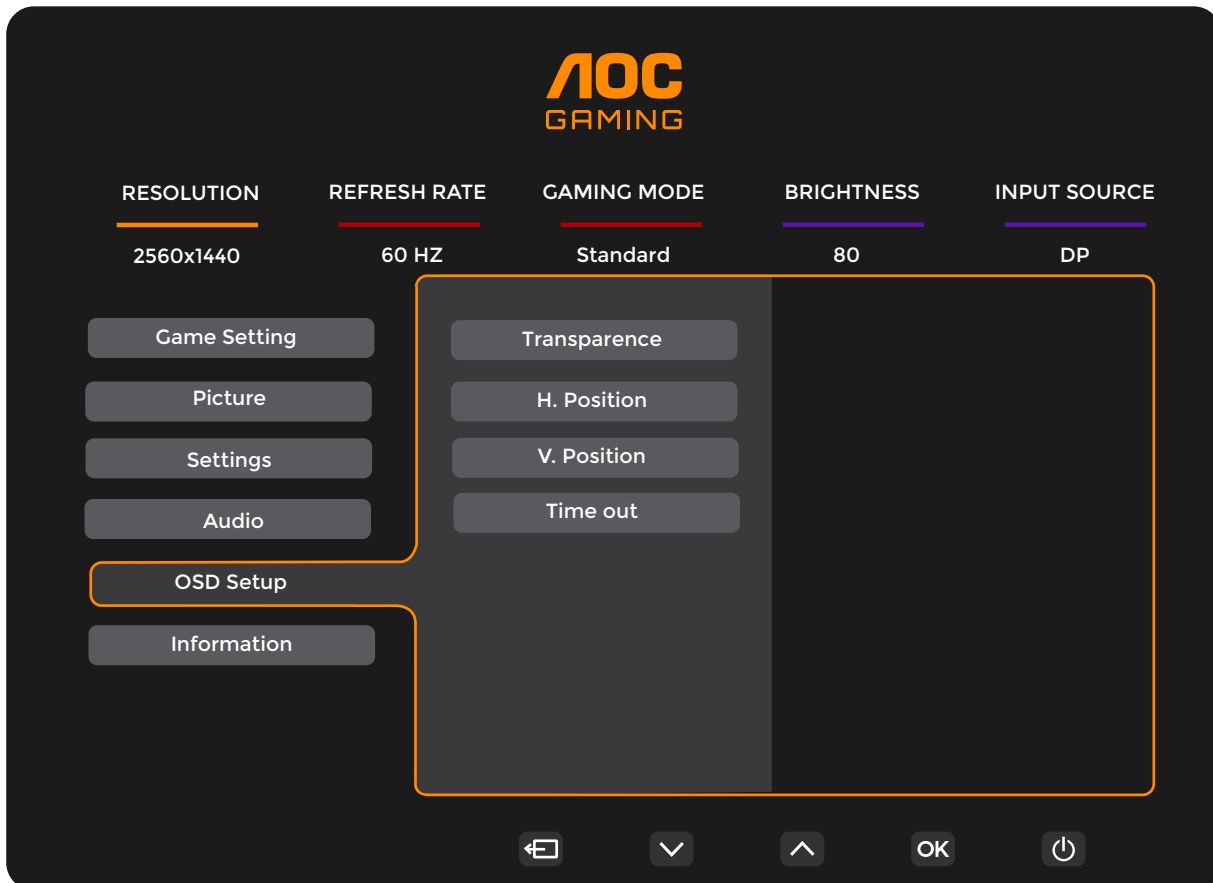 AOC
GAMING
RESOLUTION REFRESH RATE GAMING MODE BRIGHTNESS INPUT SOURCE
2560x1440 60 HZ Standard 80 DP
Game Setting
Picture
Settings
Audio
OSD Setup
Information
Transparence
H. Position
V. Position
Time out
OK